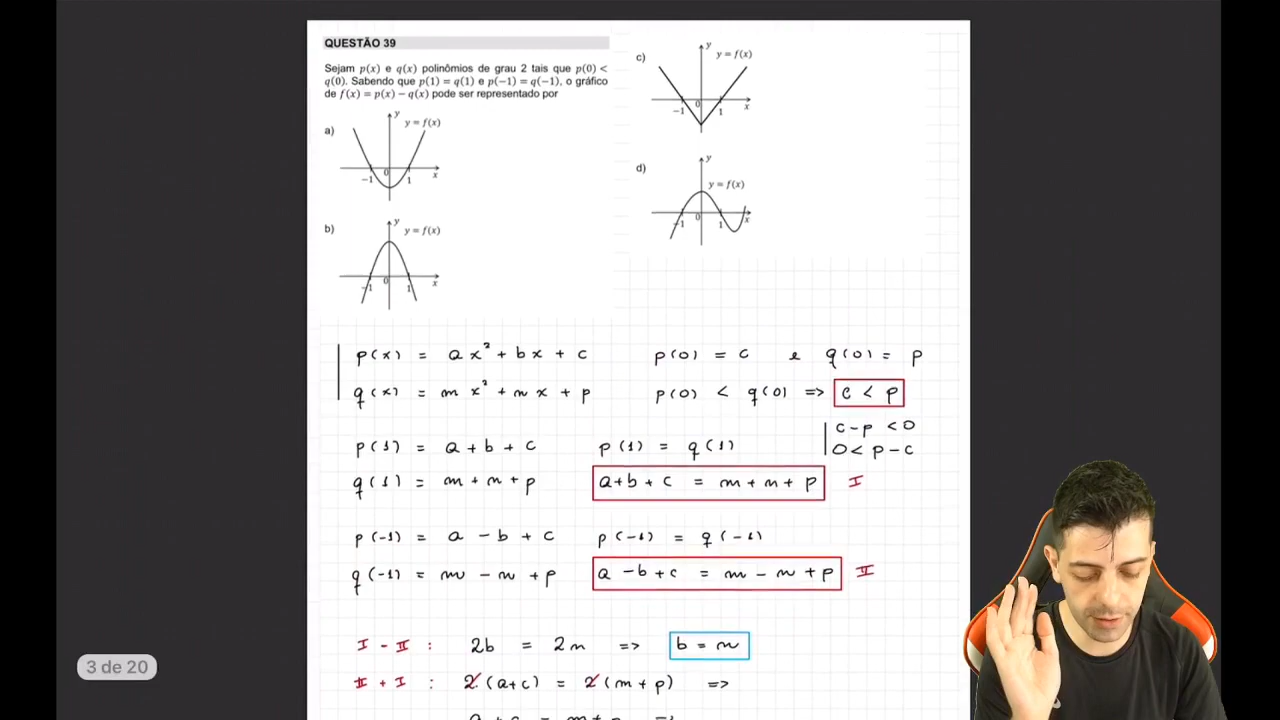 QUESTÃO 39
Sejam p(x) e q(x) polinômios de grau 2 tais que p(0) <
q(0). Sabendo que p(1) = q(1) e p(−1) = q(−1), o gráfico
de f(x) = p(x) − q(x) pode ser representado por
a)
y
y = f(x)
−1
0
1
x
b)
y
y = f(x)
−1
0
1
x
c)
y
y = f(x)
−1
0
1
x
d)
y
y = f(x)
−1
0
1
x
p(x) = ax² + bx + c p(0) = c e q(0) = p
q(x) = mx² + nx + p p(0) < q(0) => c < p
c-p < 0
0 < p-c
p(1) = a + b + c p(1) = q(1)
q(1) = m + n + p a+b+c = m+n+p I
p(-1) = a - b + c p(-1) = q(-1)
q(-1) = m - n + p a -b+c = m-n+p II
I - II : 2b = 2n => b = n
II + I : 2(a+c) = 2(m+p) =>
3 de 20